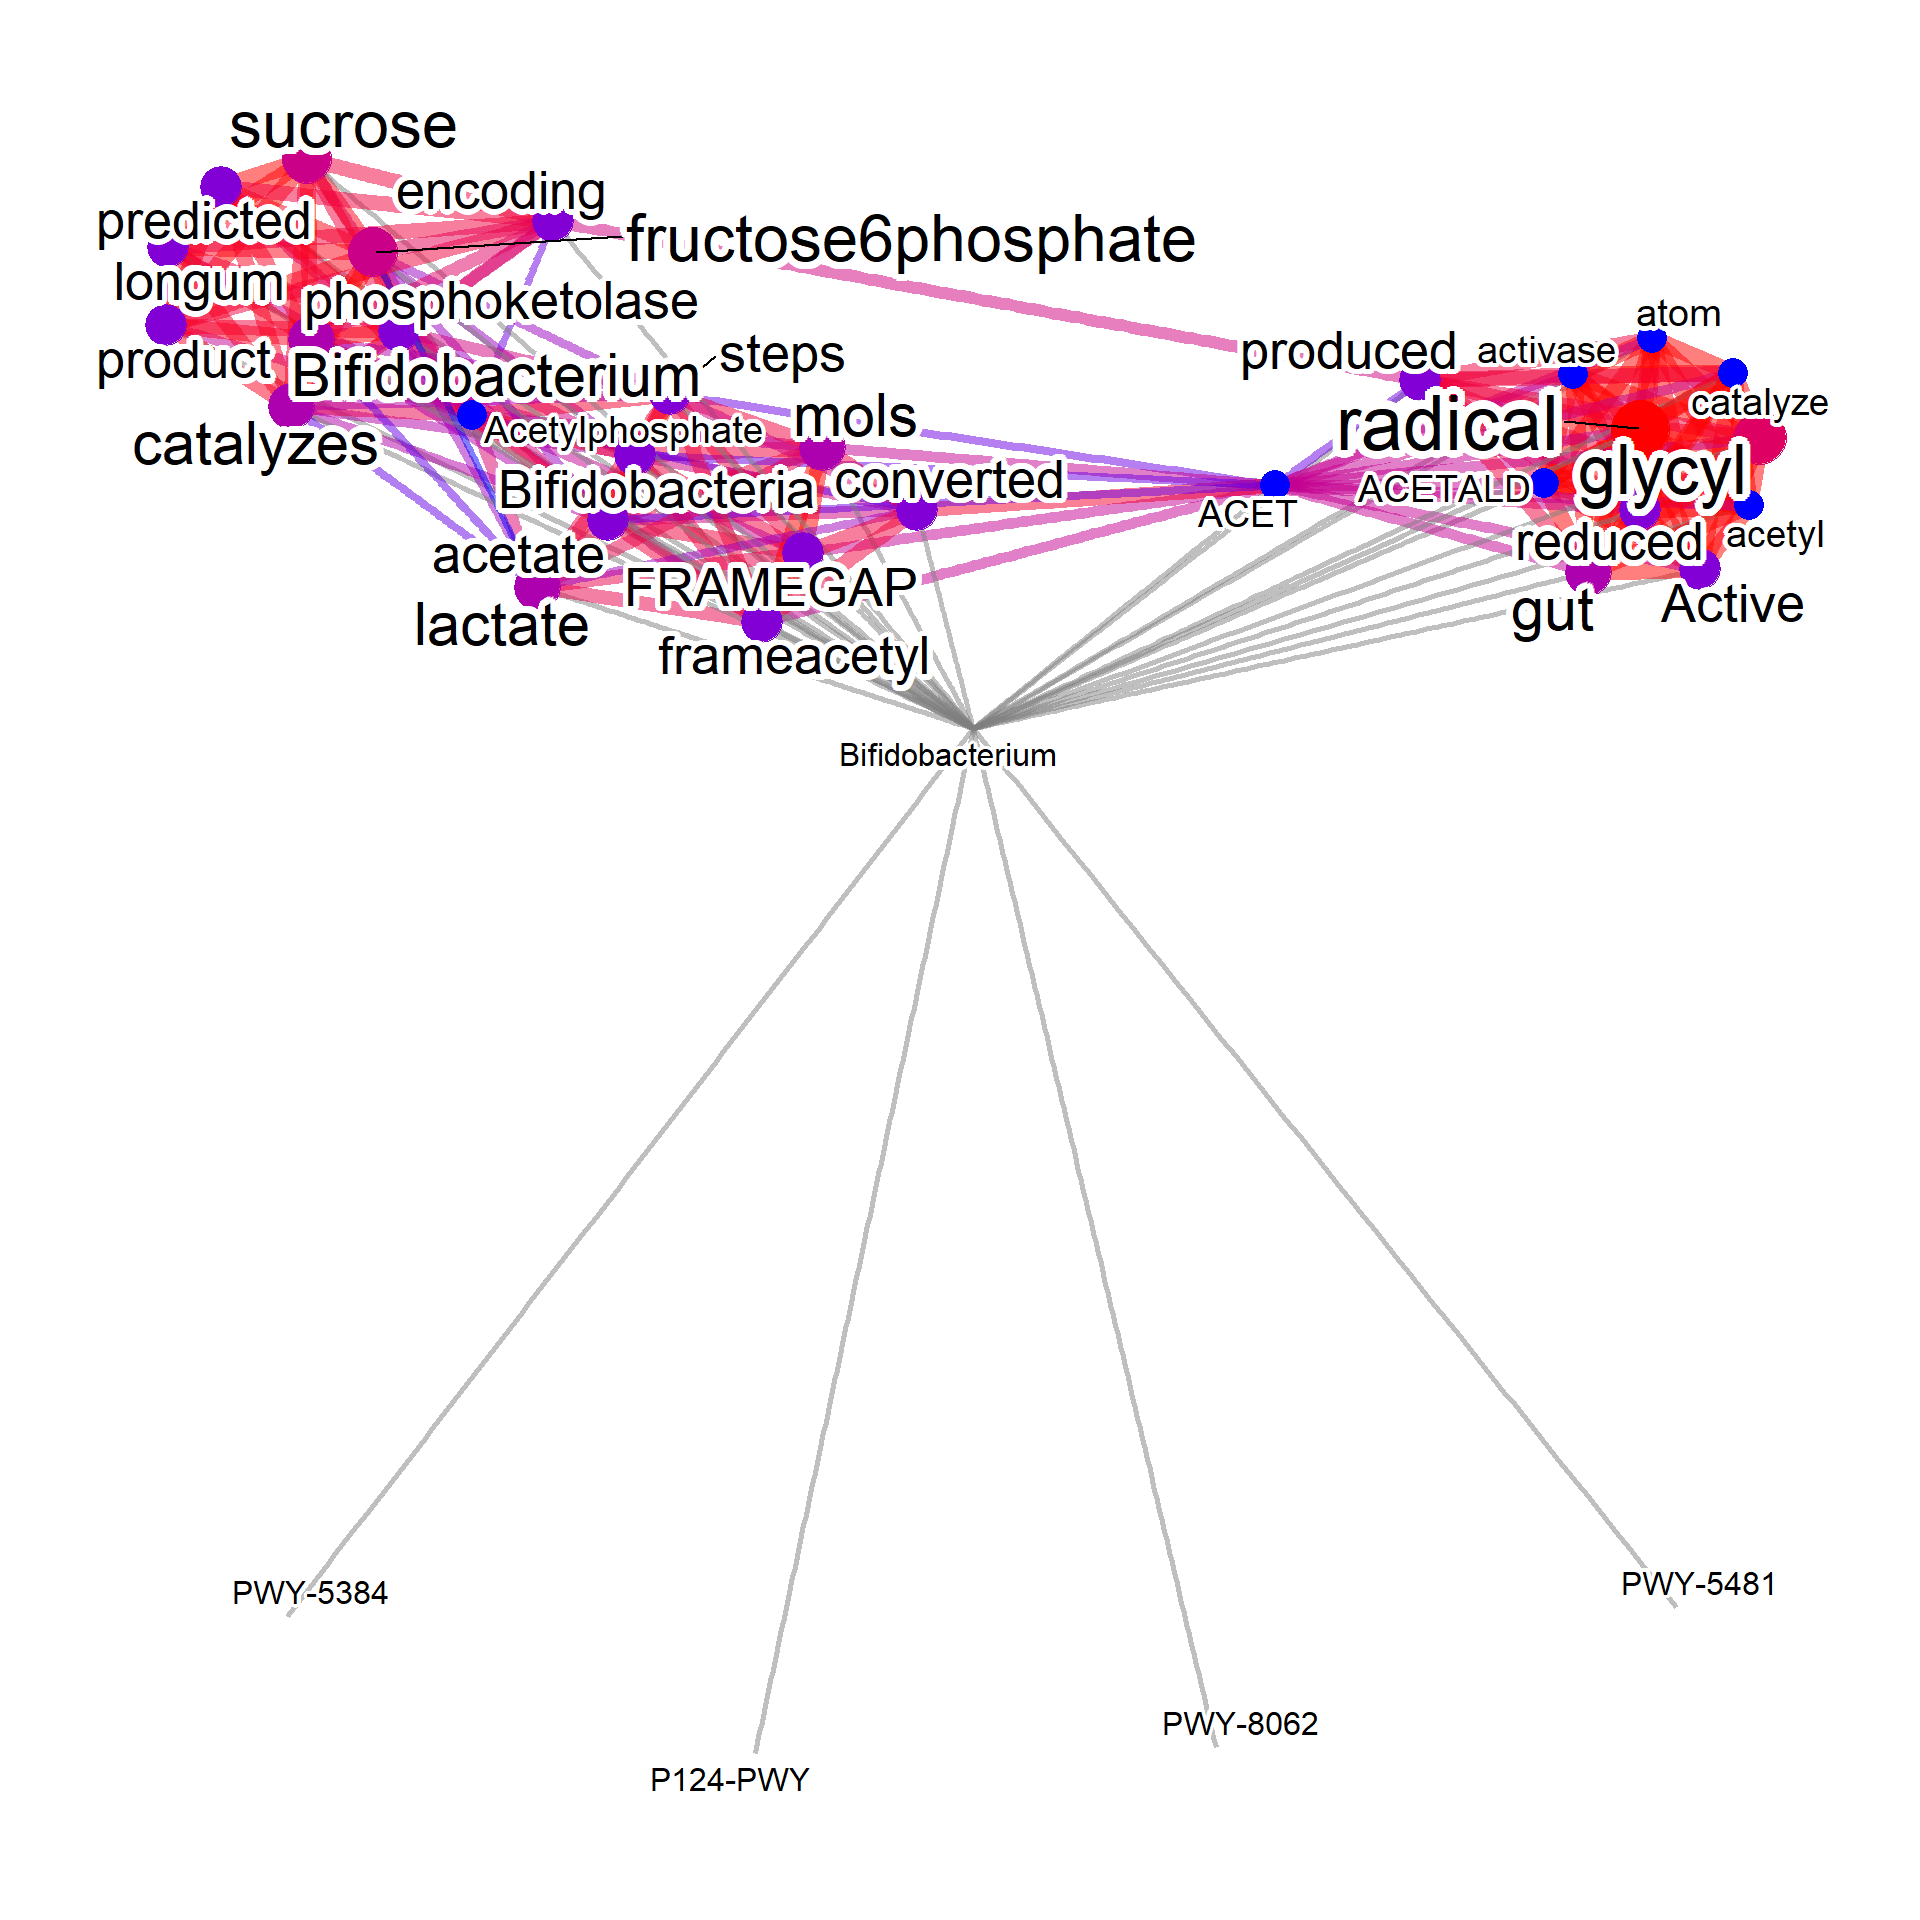 sucrose
encoding
predicted
fructose6phosphate
longum
phosphoketolase
atom
product
Bifidobacterium
steps
produced
activase
catalyzes
Acetylphosphate
mols
radical
catalyze
Bifidobacteria
converted
ACET
ACETALD
glycyl
acetate
reduced
acetyl
lactate
FRAMEGAP
gut
Active
frameacetyl
Bifidobacterium
PWY-5384
PWY-5481
PWY-8062
P124-PWY